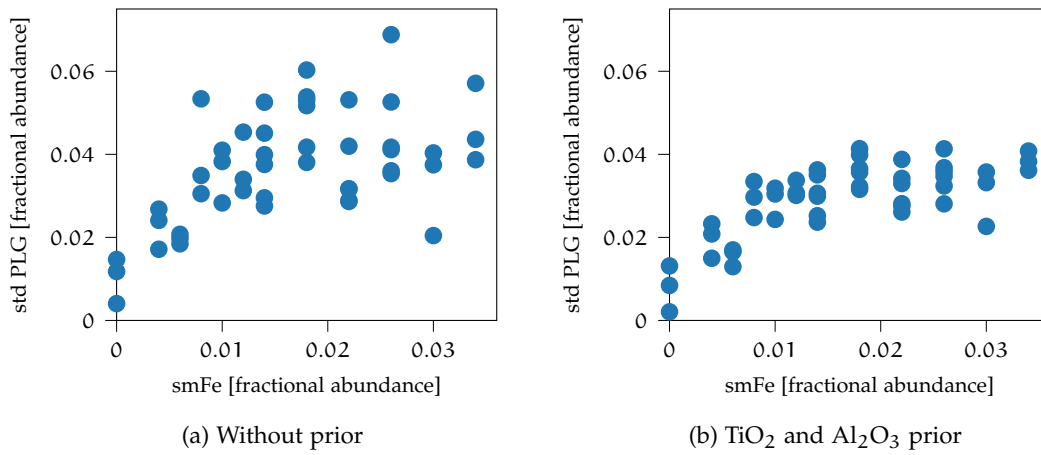 0.06
0.04
0.02
0
std PLG [fractional abundance]
0
0.01
0.02
0.03
smFe [fractional abundance]
(a) Without prior
0.06
0.04
0.02
0
std PLG [fractional abundance]
0
0.01
0.02
0.03
smFe [fractional abundance]
(b) TiO₂ and Al₂O₃ prior